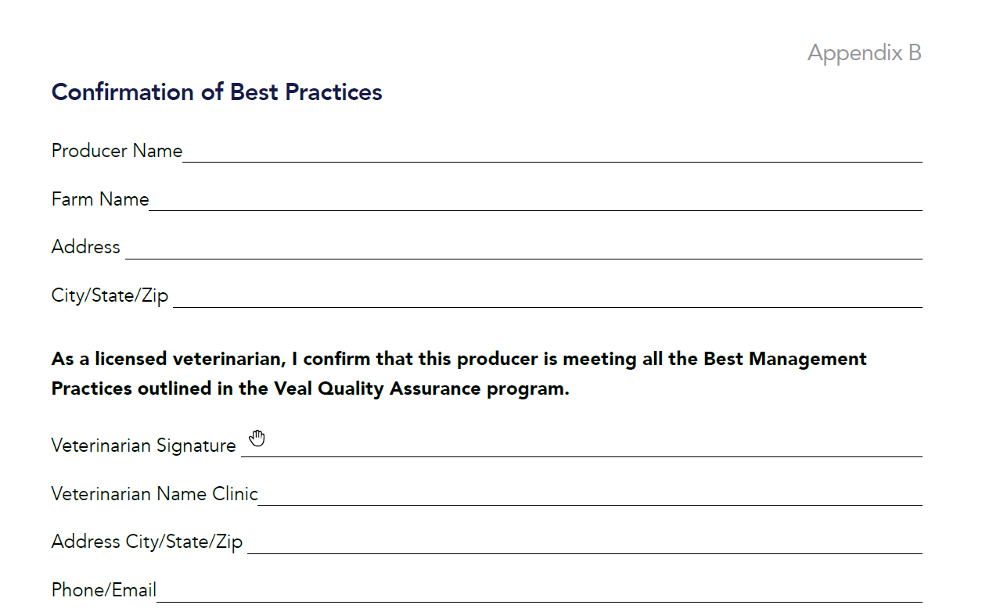 Appendix B
Confirmation of Best Practices
Producer Name
Farm Name
Address
City/State/Zip
As a licensed veterinarian, I confirm that this producer is meeting all the Best Management
Practices outlined in the Veal Quality Assurance program.
Veterinarian Signature
Veterinarian Name Clinic
Address City/State/Zip
Phone/Email